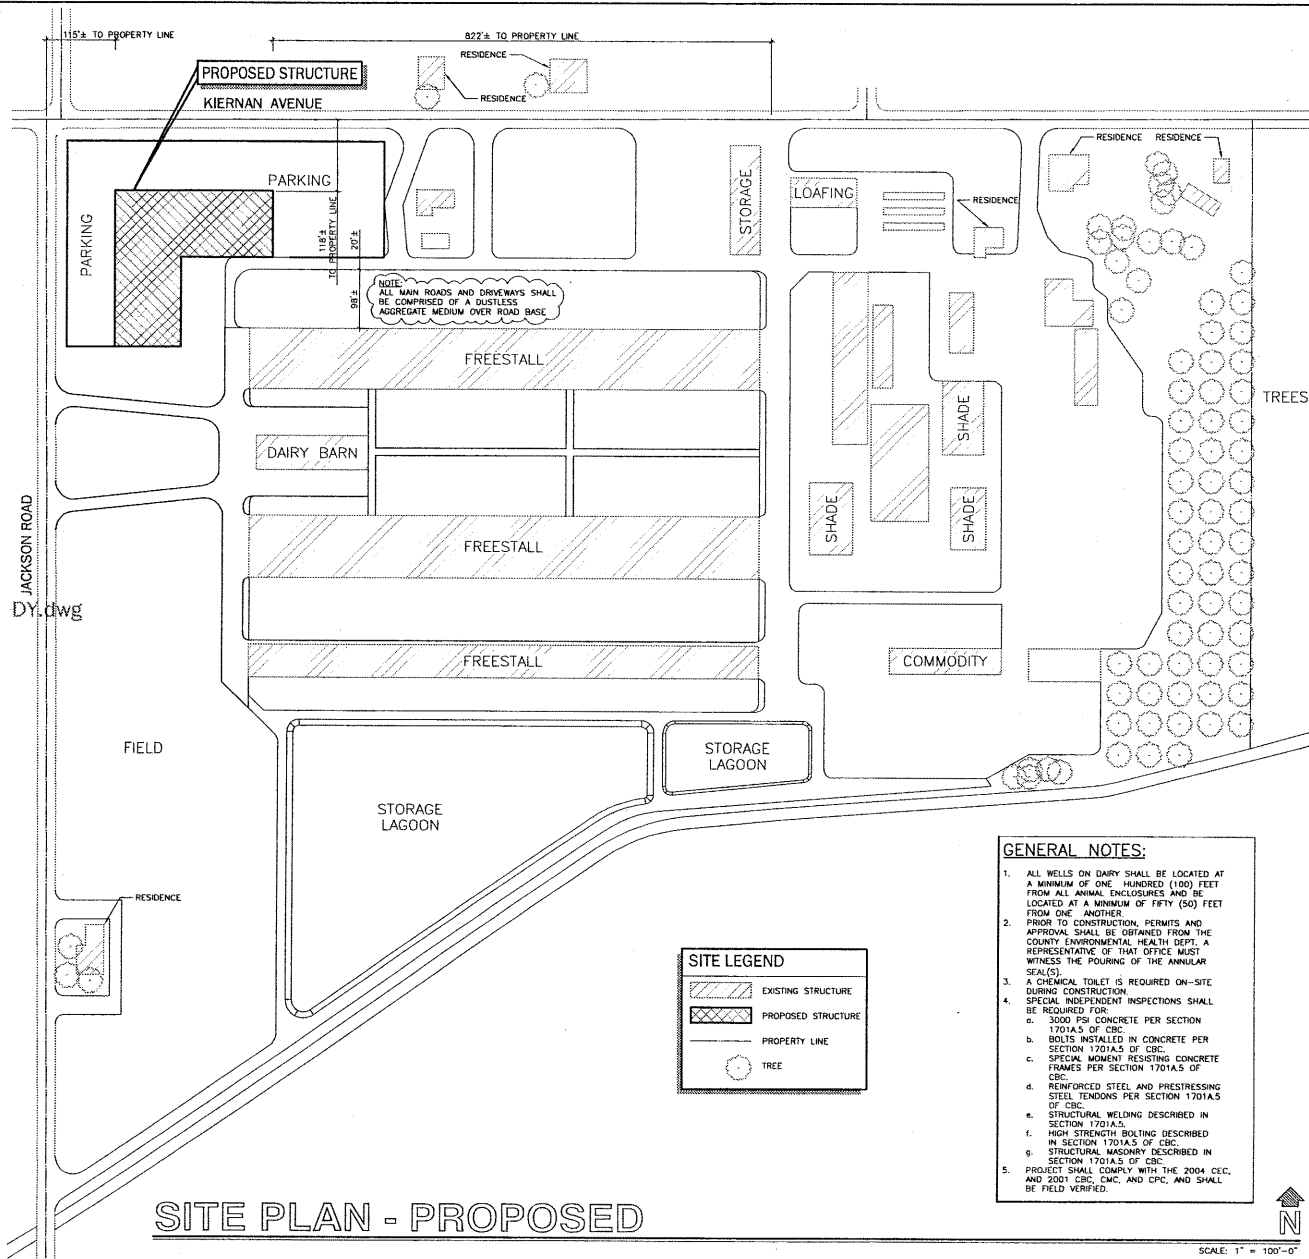 115'± TO PROPERTY LINE
822'± TO PROPERTY LINE
RESIDENCE
RESIDENCE
PROPOSED STRUCTURE
KIERNAN AVENUE
PARKING
PARKING
118'±
TO PROPERTY LINE
20'±
98'±
NOTE:
ALL MAIN ROADS AND DRIVEWAYS SHALL
BE COMPRISED OF A DUSTLESS
AGGREGATE MEDIUM OVER ROAD BASE
STORAGE
LOAFING
RESIDENCE
RESIDENCE
RESIDENCE
FREESTALL
DAIRY BARN
FREESTALL
FREESTALL
SHADE
SHADE
SHADE
TREES
COMMODITY
JACKSON ROAD
DY.dwg
FIELD
STORAGE
LAGOON
STORAGE
LAGOON
RESIDENCE
SITE LEGEND
EXISTING STRUCTURE
PROPOSED STRUCTURE
PROPERTY LINE
TREE
GENERAL NOTES:
1. ALL WELLS ON DAIRY SHALL BE LOCATED AT
A MINIMUM OF ONE HUNDRED (100) FEET
FROM ALL ANIMAL ENCLOSURES AND BE
LOCATED AT A MINIMUM OF FIFTY (50) FEET
FROM ONE ANOTHER.
2. PRIOR TO CONSTRUCTION, PERMITS AND
APPROVAL SHALL BE OBTAINED FROM THE
COUNTY ENVIRONMENTAL HEALTH DEPT. A
REPRESENTATIVE OF THAT OFFICE MUST
WITNESS THE POURING OF THE ANNULAR
SEAL(S).
3. A CHEMICAL TOILET IS REQUIRED ON-SITE
DURING CONSTRUCTION.
4. SPECIAL INDEPENDENT INSPECTIONS SHALL
BE REQUIRED FOR:
a. 3000 PSI CONCRETE PER SECTION
1701A.5 OF CBC.
b. BOLTS INSTALLED IN CONCRETE PER
SECTION 1701A.5 OF CBC.
c. SPECIAL MOMENT RESISTING CONCRETE
FRAMES PER SECTION 1701A.5 OF
CBC.
d. REINFORCED STEEL AND PRESTRESSING
STEEL TENDONS PER SECTION 1701A.5
OF CBC.
e. STRUCTURAL WELDING DESCRIBED IN
SECTION 1701A.5.
f. HIGH STRENGTH BOLTING DESCRIBED
IN SECTION 1701A.5 OF CBC.
g. STRUCTURAL MASONRY DESCRIBED IN
SECTION 1701A.5 OF CBC.
5. PROJECT SHALL COMPLY WITH THE 2004 CEC,
AND 2001 CBC, CMC, AND CPC, AND SHALL
BE FIELD VERIFIED.
SITE PLAN - PROPOSED
N
SCALE: 1" = 100'-0"